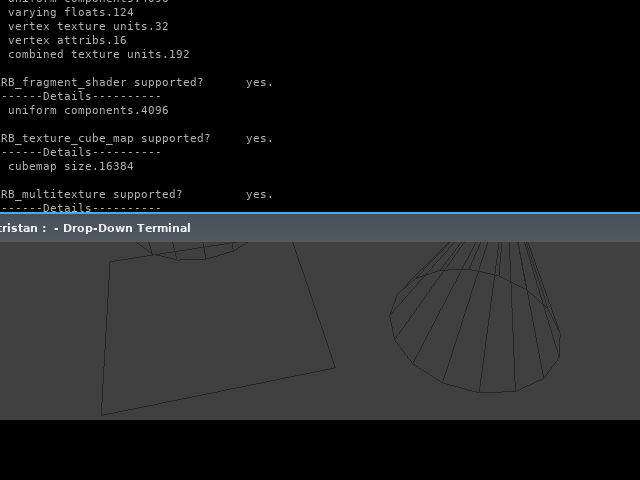 varying floats.124
vertex texture units.32
vertex attribs.16
combined texture units.192
RB_fragment_shader supported? yes.
------Details----------
uniform components.4096
RB_texture_cube_map supported? yes.
------Details----------
cubemap size.16384
RB_multitexture supported? yes.
------Details----------
tristan : - Drop-Down Terminal